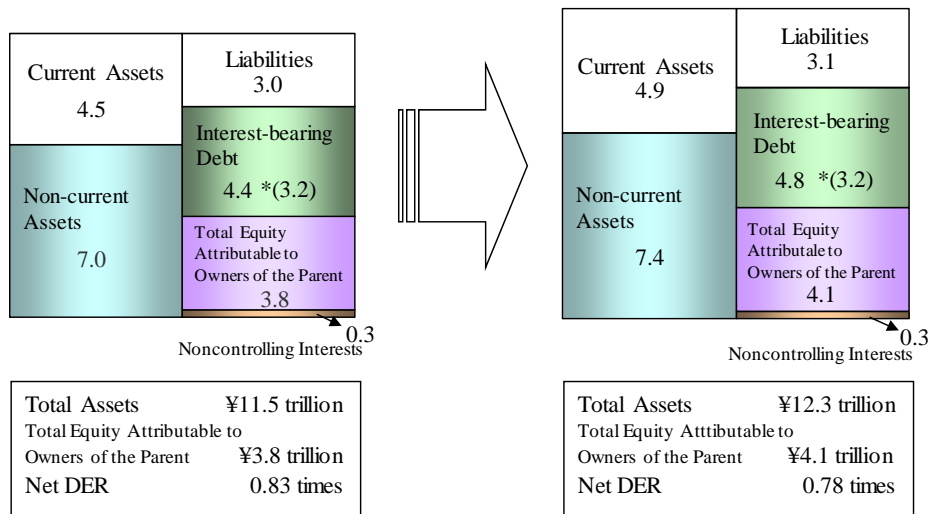 Current Assets
4.5
Non-current
Assets
7.0
Liabilities
3.0
Interest-bearing
Debt
4.4 *(3.2)
Total Equity
Attributable to
Owners of the Parent
3.8
0.3
Noncontrolling Interests
Total Assets ¥11.5 trillion
Total Equity Attributable to
Owners of the Parent ¥3.8 trillion
Net DER 0.83 times
Current Assets
4.9
Non-current
Assets
7.4
Liabilities
3.1
Interest-bearing
Debt
4.8 *(3.2)
Total Equity
Attributale to
Owners of the Parent
4.1
0.3
Noncontrolling Interests
Total Assets ¥12.3 trillion
Total Equity Atttibutable to
Owners of the Parent ¥4.1 trillion
Net DER 0.78 times